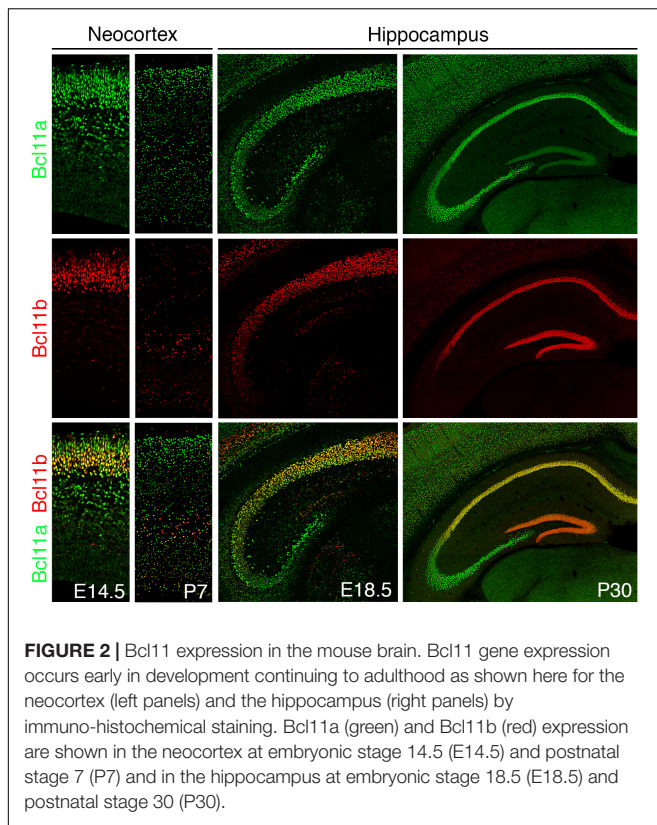 Neocortex
Hippocampus
Bcl11a
Bcl11b
Bcl11a Bcl11b
E14.5
P7
E18.5
P30
FIGURE 2 | Bcl11 expression in the mouse brain. Bcl11 gene expression
occurs early in development continuing to adulthood as shown here for the
neocortex (left panels) and the hippocampus (right panels) by
immuno-histochemical staining. Bcl11a (green) and Bcl11b (red) expression
are shown in the neocortex at embryonic stage 14.5 (E14.5) and postnatal
stage 7 (P7) and in the hippocampus at embryonic stage 18.5 (E18.5) and
postnatal stage 30 (P30).